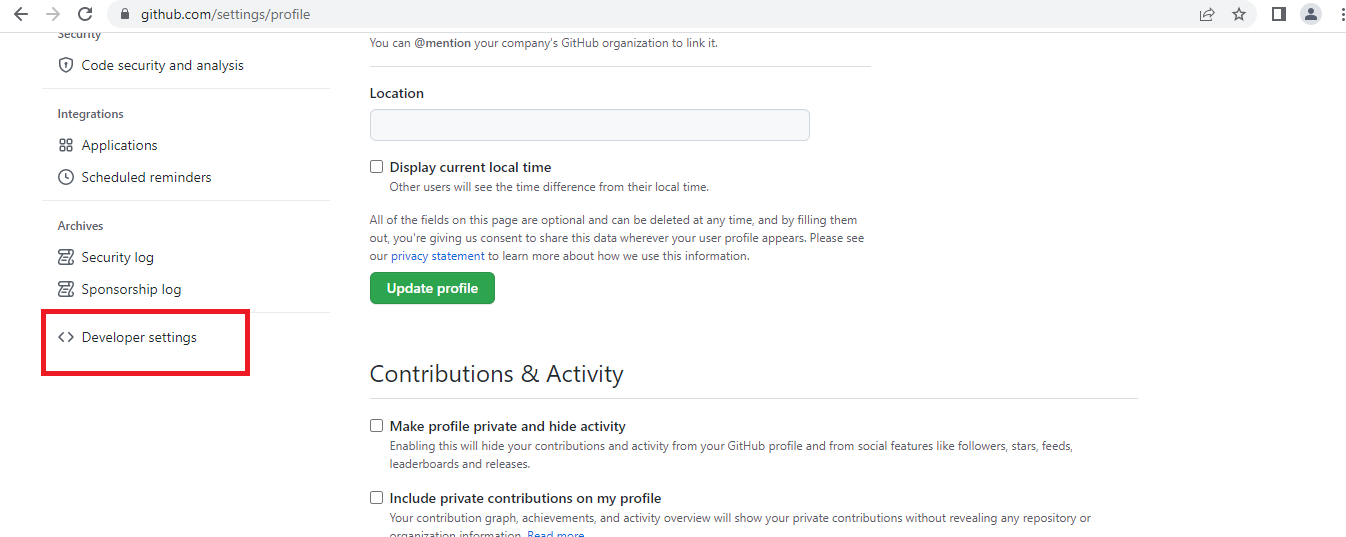 github.com/settings/profile
Security
Code security and analysis
Integrations
Applications
Scheduled reminders
Archives
Security log
Sponsorship log
Developer settings
You can @mention your company's GitHub organization to link it.
Location
Display current local time
Other users will see the time difference from their local time.
All of the fields on this page are optional and can be deleted at any time, and by filling them
out, you're giving us consent to share this data wherever your user profile appears. Please see
our privacy statement to learn more about how we use this information.
Update profile
Contributions & Activity
Make profile private and hide activity
Enabling this will hide your contributions and activity from your GitHub profile and from social features like followers, stars, feeds,
leaderboards and releases.
Include private contributions on my profile
Your contribution graph, achievements, and activity overview will show your private contributions without revealing any repository or
organization information. Read more.